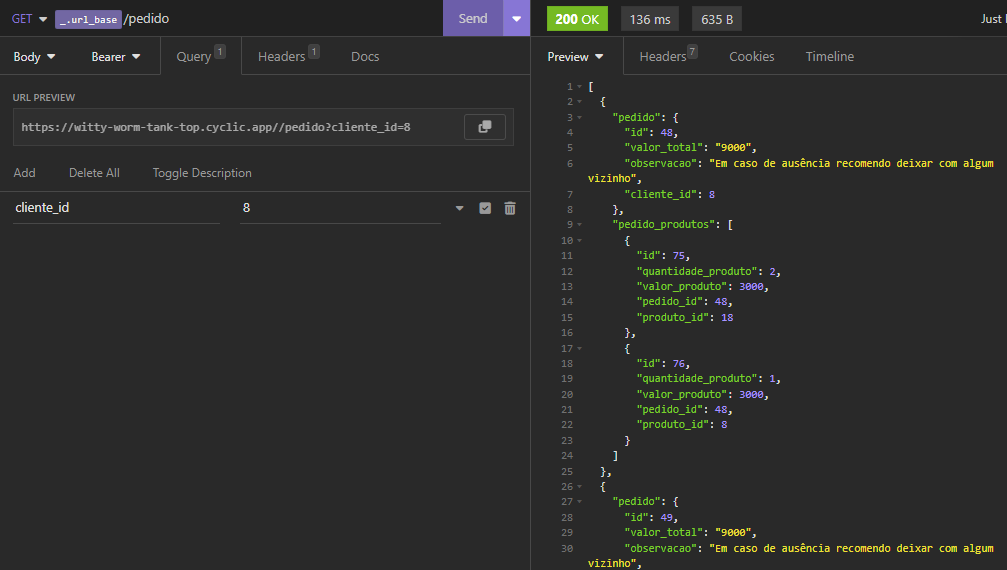 GET _.url_base /pedido Send 200 OK 136 ms 635 B Just
Body Bearer Query 1 Headers 1 Docs Preview Headers 7 Cookies Timeline
URL PREVIEW
https://witty-worm-tank-top.cyclic.app//pedido?cliente_id=8
Add Delete All Toggle Description
cliente_id 8
1 [
2 {
3 "pedido": {
4 "id": 48,
5 "valor_total": "9000",
6 "observacao": "Em caso de ausência recomendo deixar com algum
vizinho",
7 "cliente_id": 8
8 },
9 "pedido_produtos": [
10 {
11 "id": 75,
12 "quantidade_produto": 2,
13 "valor_produto": 3000,
14 "pedido_id": 48,
15 "produto_id": 18
16 },
17 {
18 "id": 76,
19 "quantidade_produto": 1,
20 "valor_produto": 3000,
21 "pedido_id": 48,
22 "produto_id": 8
23 }
24 ]
25 },
26 {
27 "pedido": {
28 "id": 49,
29 "valor_total": "9000",
30 "observacao": "Em caso de ausência recomendo deixar com algum
vizinho",